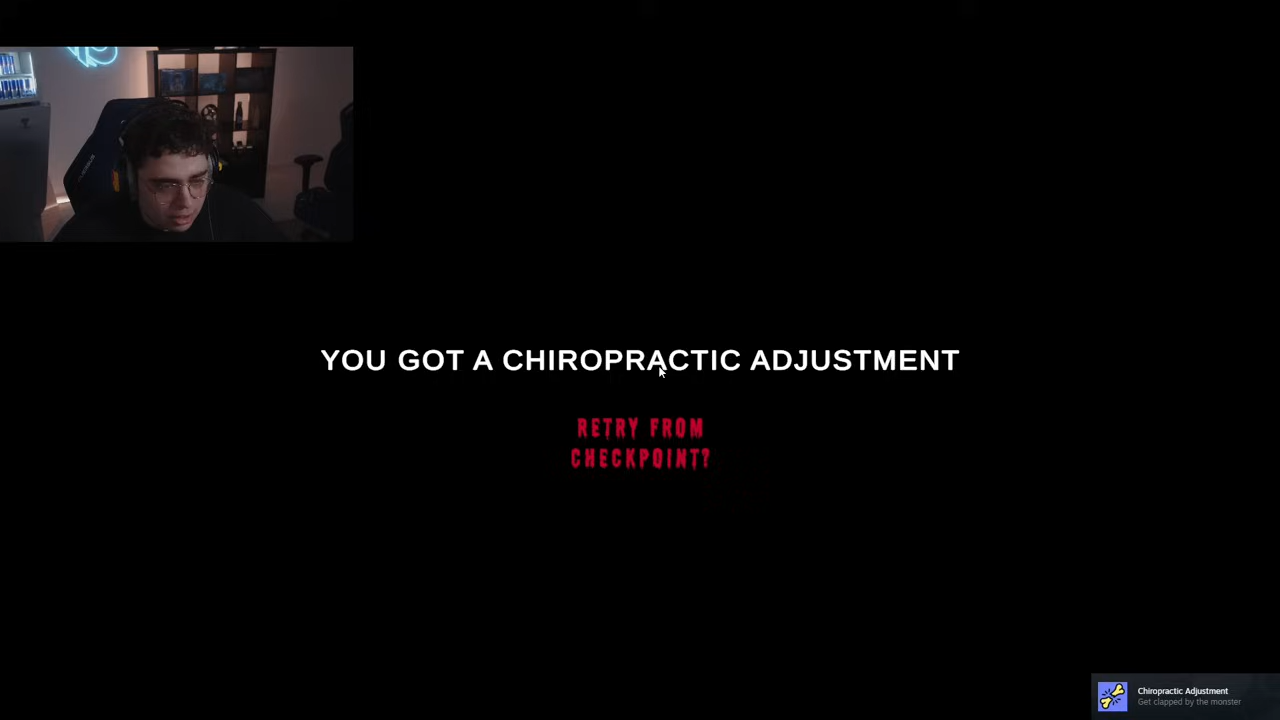 YOU GOT A CHIROPRACTIC ADJUSTMENT
RETRY FROM
CHECKPOINT?
Chiropractic Adjustment
Get clapped by the monster